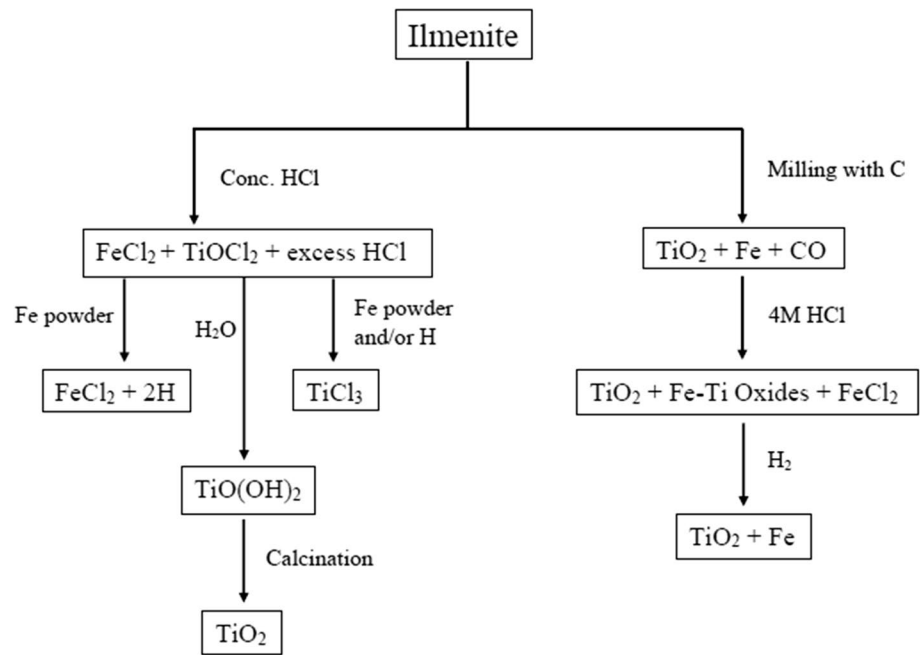 Ilmenite
Conc. HCl
Milling with C
FeCl₂ + TiOCl₂ + excess HCl
TiO₂ + Fe + CO
Fe powder
H₂O
Fe powder
and/or H
4M HCl
FeCl₂ + 2H
TiCl₃
TiO₂ + Fe-Ti Oxides + FeCl₂
H₂
TiO(OH)₂
TiO₂ + Fe
Calcination
TiO₂